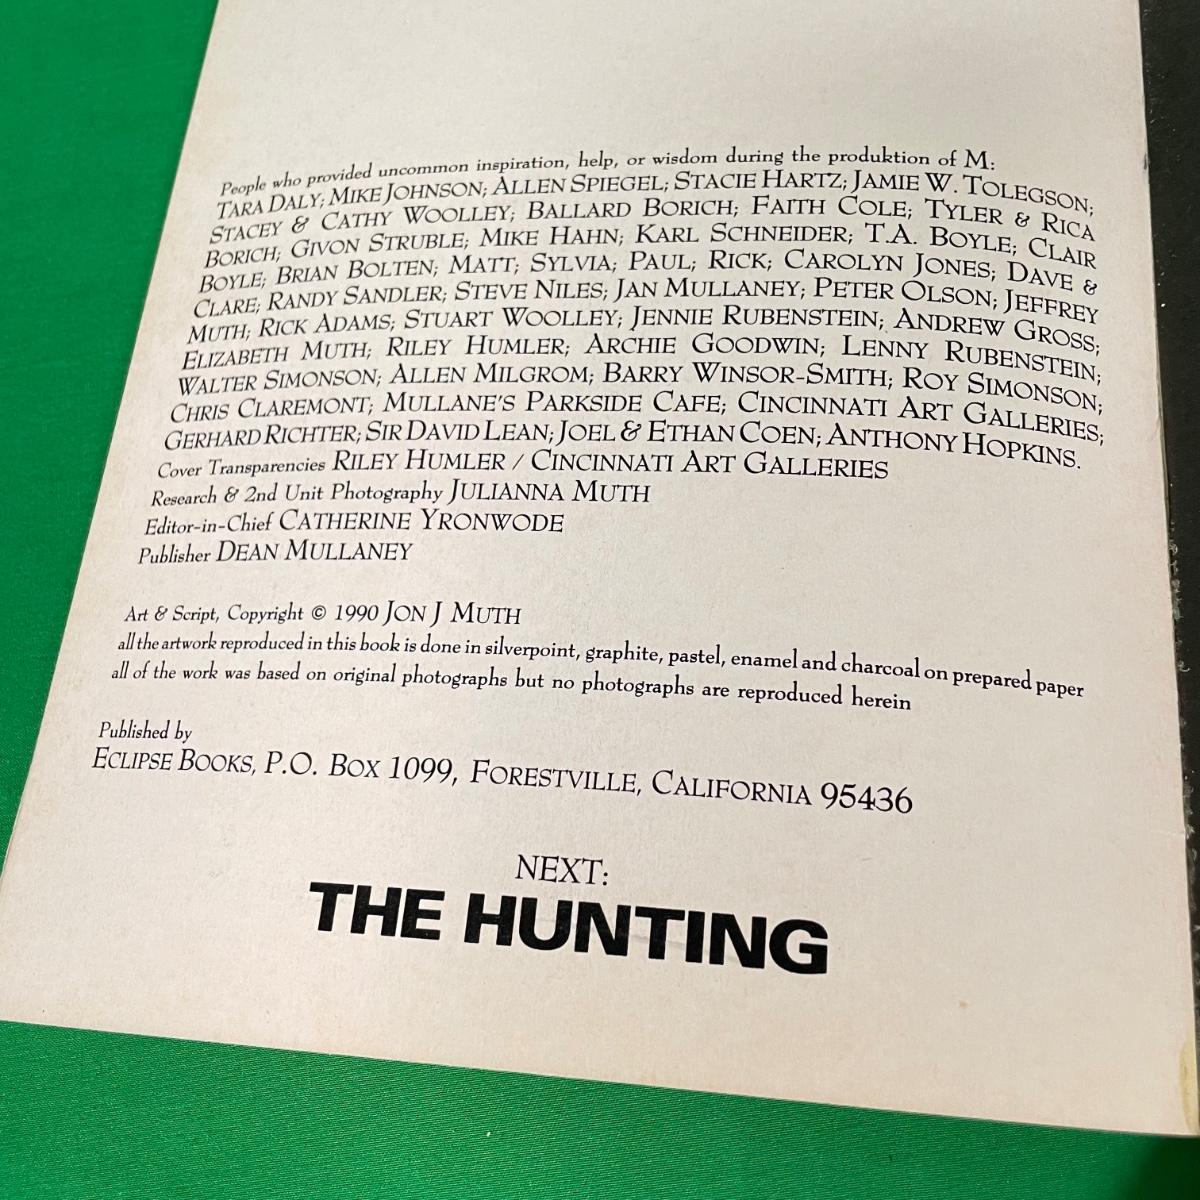 People who provided uncommon inspiration, help, or wisdom during the produktion of M:
TARA DALY; MIKE JOHNSON; ALLEN SPIEGEL; STACIE HARTZ; JAMIE W. TOLEGSON;
STACEY & CATHY WOOLLEY; BALLARD BORICH; FAITH COLE; TYLER & RICA
BORICH; GIVON STRUBLE; MIKE HAHN; KARL SCHNEIDER; T.A. BOYLE; CLAIR
BOYLE; BRIAN BOLTEN; MATT; SYLVIA; PAUL; RICK; CAROLYN JONES; DAVE &
CLARE; RANDY SANDLER; STEVE NILES; JAN MULLANEY; PETER OLSON; JEFFREY
MUTH; RICK ADAMS; STUART WOOLLEY; JENNIE RUBENSTEIN; ANDREW GROSS;
ELIZABETH MUTH; RILEY HUMLER; ARCHIE GOODWIN; LENNY RUBENSTEIN;
WALTER SIMONSON; ALLEN MILGROM; BARRY WINSOR-SMITH; ROY SIMONSON;
CHRIS CLAREMONT; MULLANE'S PARKSIDE CAFE; CINCINNATI ART GALLERIES;
GERHARD RICHTER; SIR DAVID LEAN; JOEL & ETHAN COEN; ANTHONY HOPKINS.
Cover Transparencies RILEY HUMLER / CINCINNATI ART GALLERIES
Research & 2nd Unit Photography JULIANNA MUTH
Editor-in-Chief CATHERINE YRONWODE
Publisher DEAN MULLANEY
Art & Script, Copyright © 1990 JON J MUTH
all the artwork reproduced in this book is done in silverpoint, graphite, pastel, enamel and charcoal on prepared paper
all of the work was based on original photographs but no photographs are reproduced herein
Published by
ECLIPSE BOOKS, P.O. BOX 1099, FORESTVILLE, CALIFORNIA 95436
NEXT:
THE HUNTING